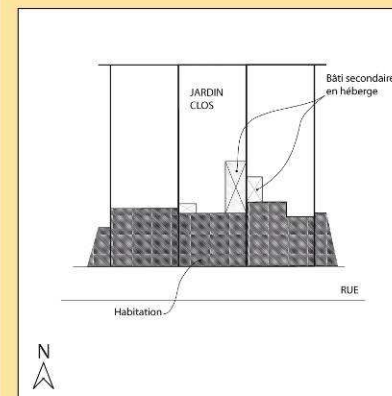 Bâti secondaire
en héberge
JARDIN
CLOS
RUE
Habitation
N